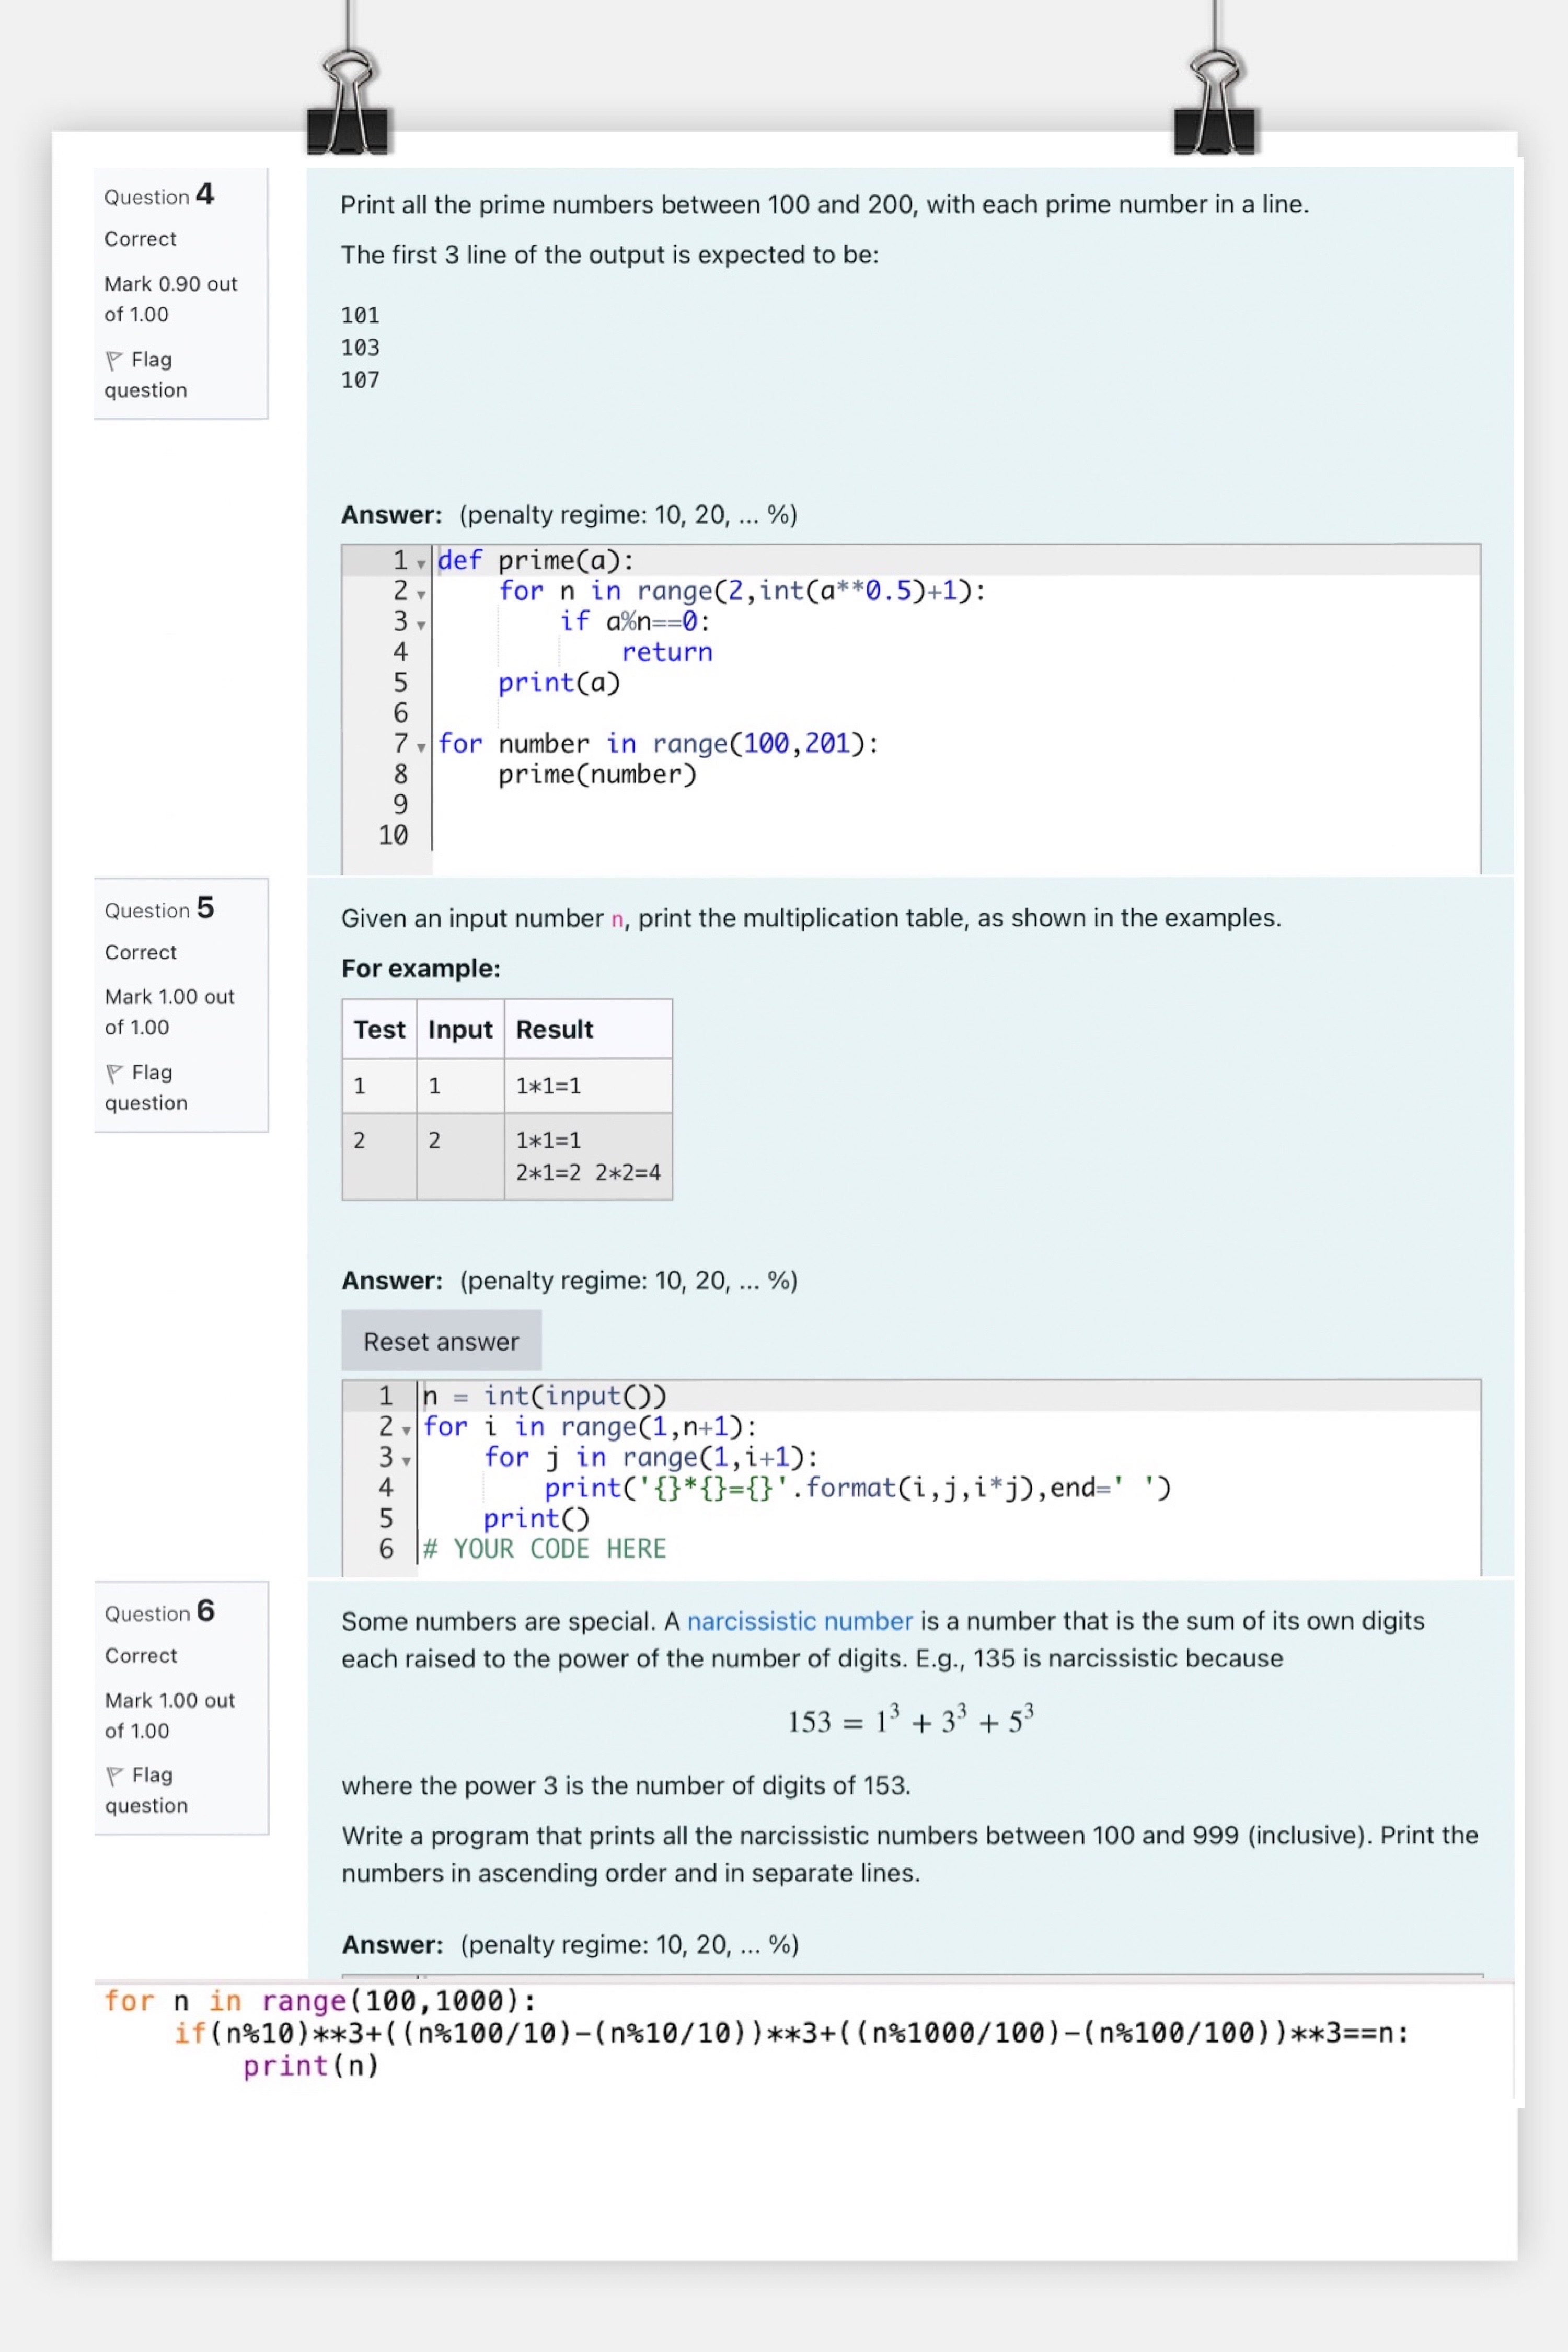 Question 4
Correct
Mark 0.90 out
of 1.00
Flag
question
Print all the prime numbers between 100 and 200, with each prime number in a line.
The first 3 line of the output is expected to be:
101
103
107
Answer: (penalty regime: 10, 20, ... %)
1 def prime(a):
2     for n in range(2,int(a**0.5)+1):
3         if a%n==0:
4             return
5     print(a)
6
7 for number in range(100,201):
8     prime(number)
9
10
Question 5
Correct
Mark 1.00 out
of 1.00
Flag
question
Given an input number n, print the multiplication table, as shown in the examples.
For example:
Test Input Result
1 1 1*1=1
2 2 1*1=1
2*1=2 2*2=4
Answer: (penalty regime: 10, 20, ... %)
Reset answer
1 n = int(input())
2 for i in range(1,n+1):
3     for j in range(1,i+1):
4         print('{}*{}={}'.format(i,j,i*j),end=' ')
5     print()
6 # YOUR CODE HERE
Question 6
Correct
Mark 1.00 out
of 1.00
Flag
question
Some numbers are special. A narcissistic number is a number that is the sum of its own digits
each raised to the power of the number of digits. E.g., 135 is narcissistic because
153 = 1³ + 3³ + 5³
where the power 3 is the number of digits of 153.
Write a program that prints all the narcissistic numbers between 100 and 999 (inclusive). Print the
numbers in ascending order and in separate lines.
Answer: (penalty regime: 10, 20, ... %)
for n in range(100,1000):
    if(n%10)**3+((n%100/10)-(n%10/10))**3+((n%1000/100)-(n%100/100))**3==n:
        print(n)